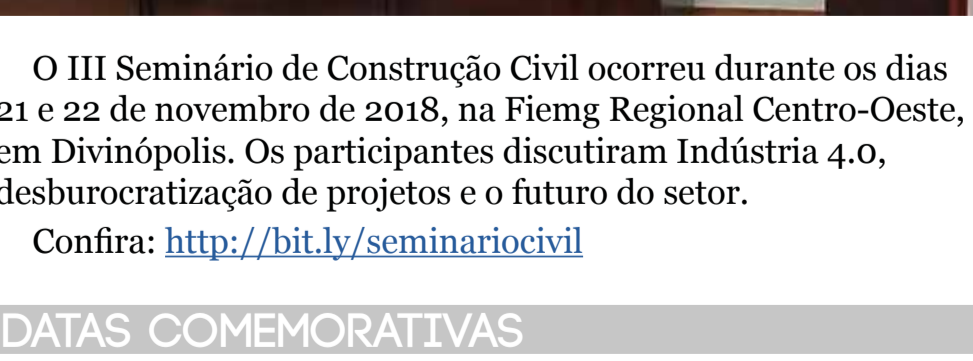 O III Seminário de Construção Civil ocorreu durante os dias
21 e 22 de novembro de 2018, na Fiemg Regional Centro-Oeste,
em Divinópolis. Os participantes discutiram Indústria 4.0,
desburocratização de projetos e o futuro do setor.
Confira: http://bit.ly/seminariocivil
DATAS COMEMORATIVAS